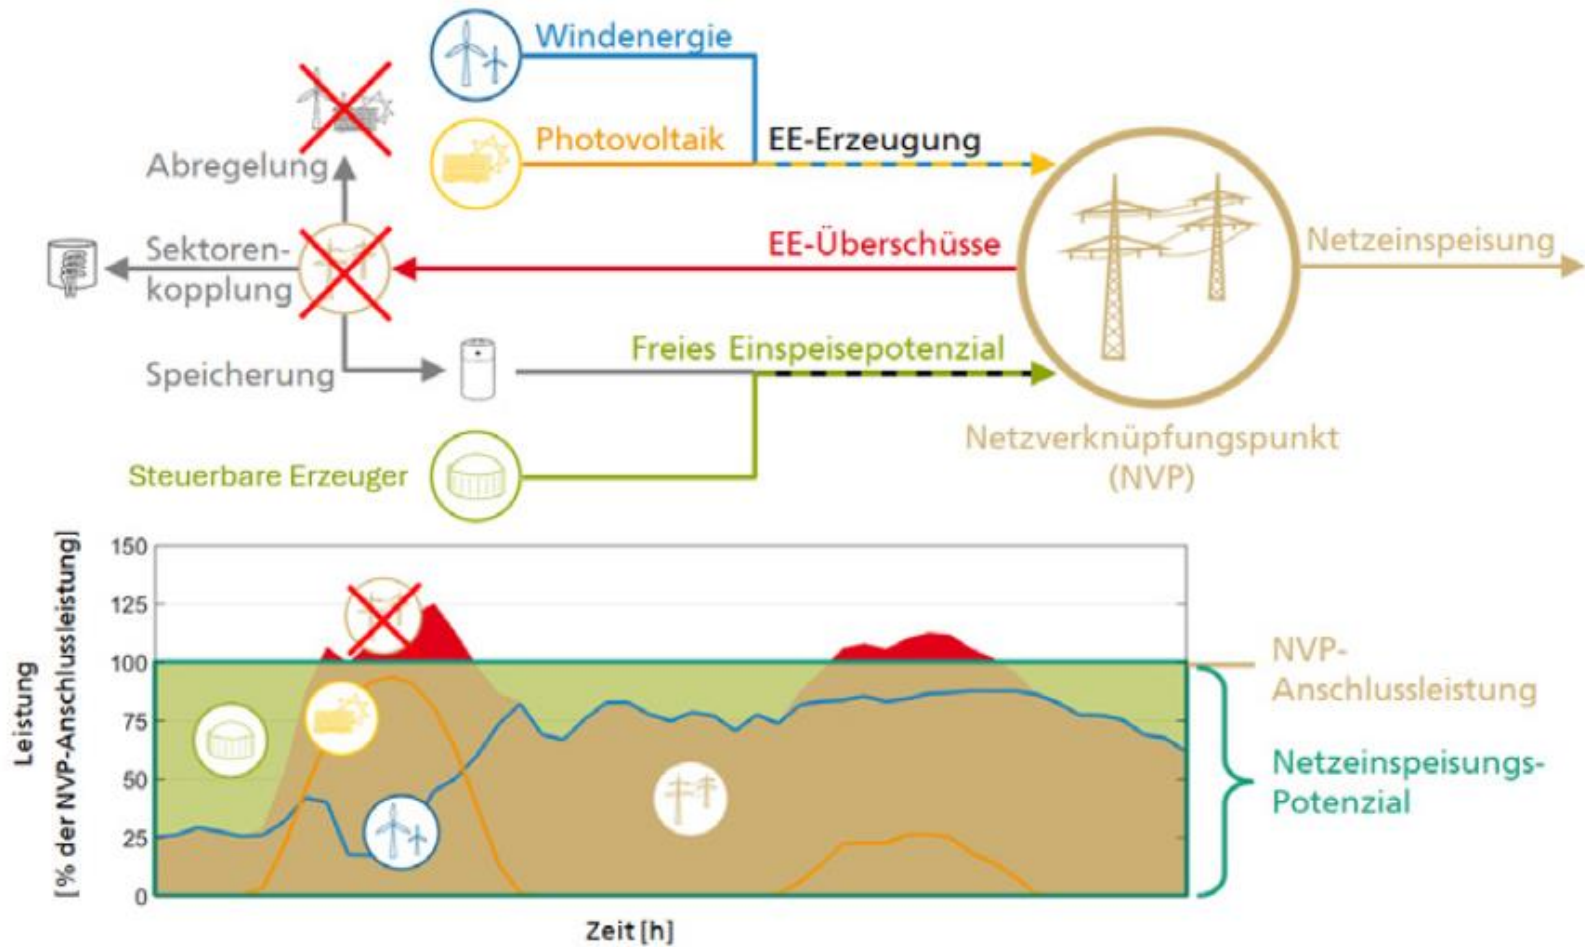 Windenergie
Photovoltaik
EE-Erzeugung
Abregelung
Sektoren-
kopplung
EE-Überschüsse
Netzeinspeisung
Speicherung
Freies Einspeisepotenzial
Netzverknüpfungspunkt
(NVP)
Steuerbare Erzeuger
Leistung
[% der NVP-Anschlussleistung]
150
125
100
75
50
25
0
Zeit [h]
NVP-
Anschlussleistung
Netzeinspeisungs-
Potenzial